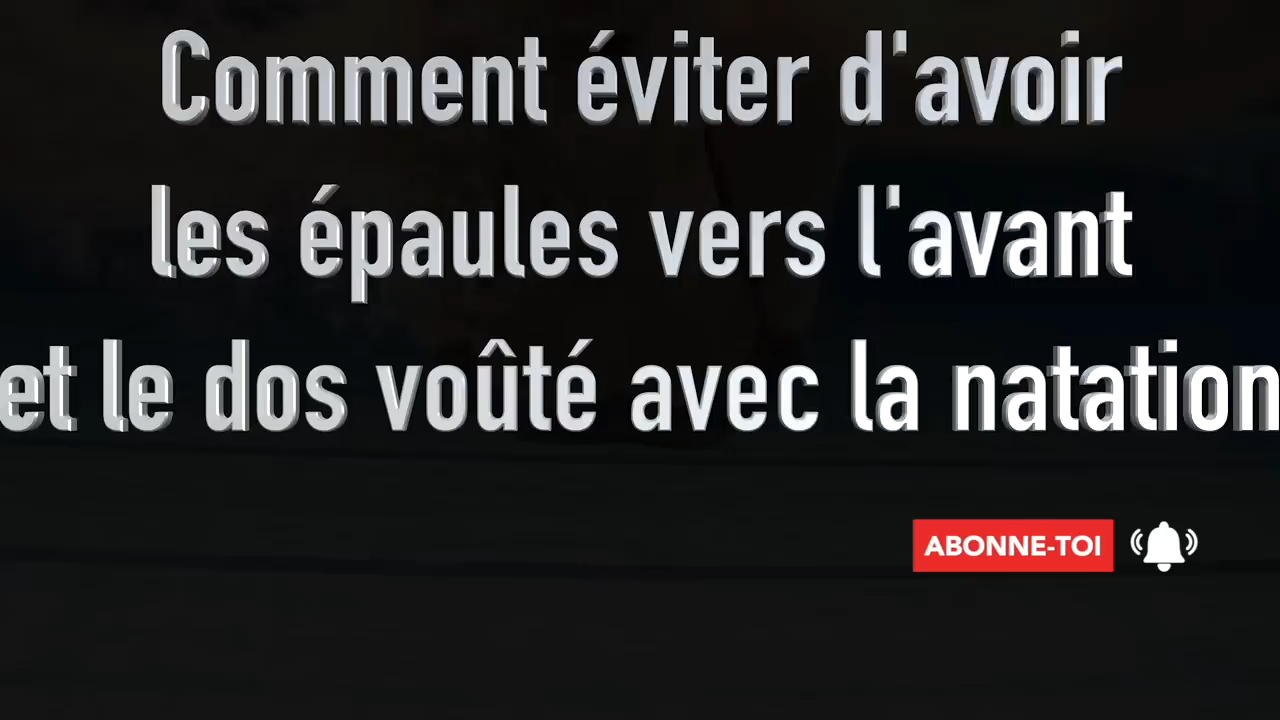 Comment éviter d'avoir
les épaules vers l'avant
et le dos voûté avec la natation
ABONNE-TOI